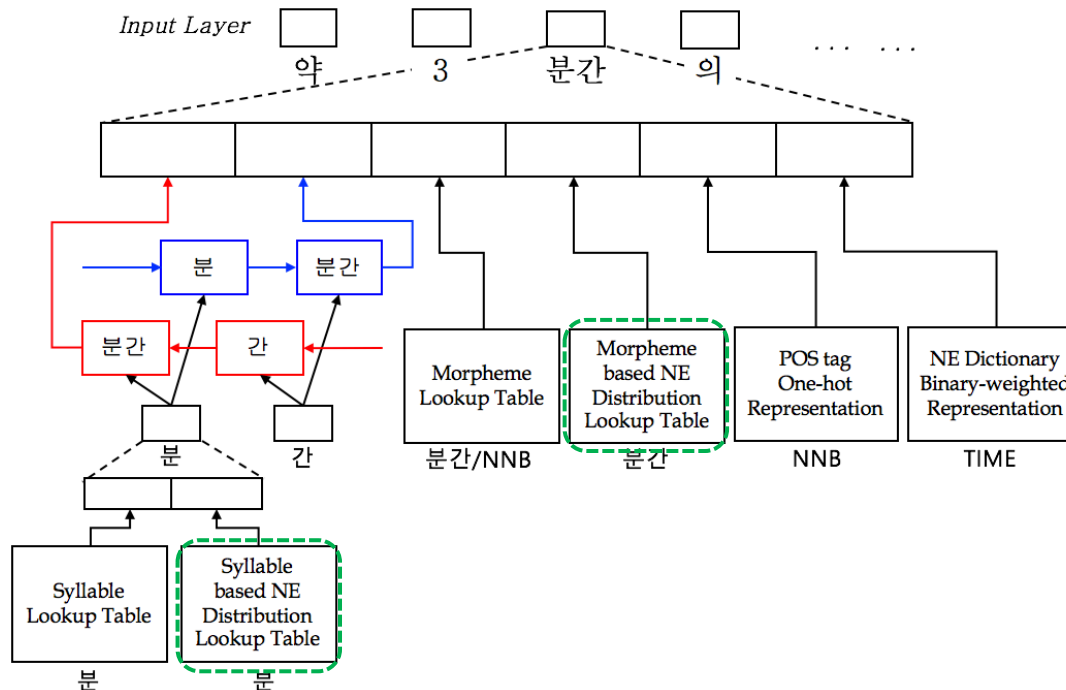 Input Layer
약 3 분간 의 ... ...
분 분간
분간 간
Morpheme
Lookup Table
Morpheme
based NE
Distribution
Lookup Table
POS tag
One-hot
Representation
NE Dictionary
Binary-weighted
Representation
분 간
분간/NNB 분간 NNB TIME
Syllable
Lookup Table
Syllable
based NE
Distribution
Lookup Table
분 분